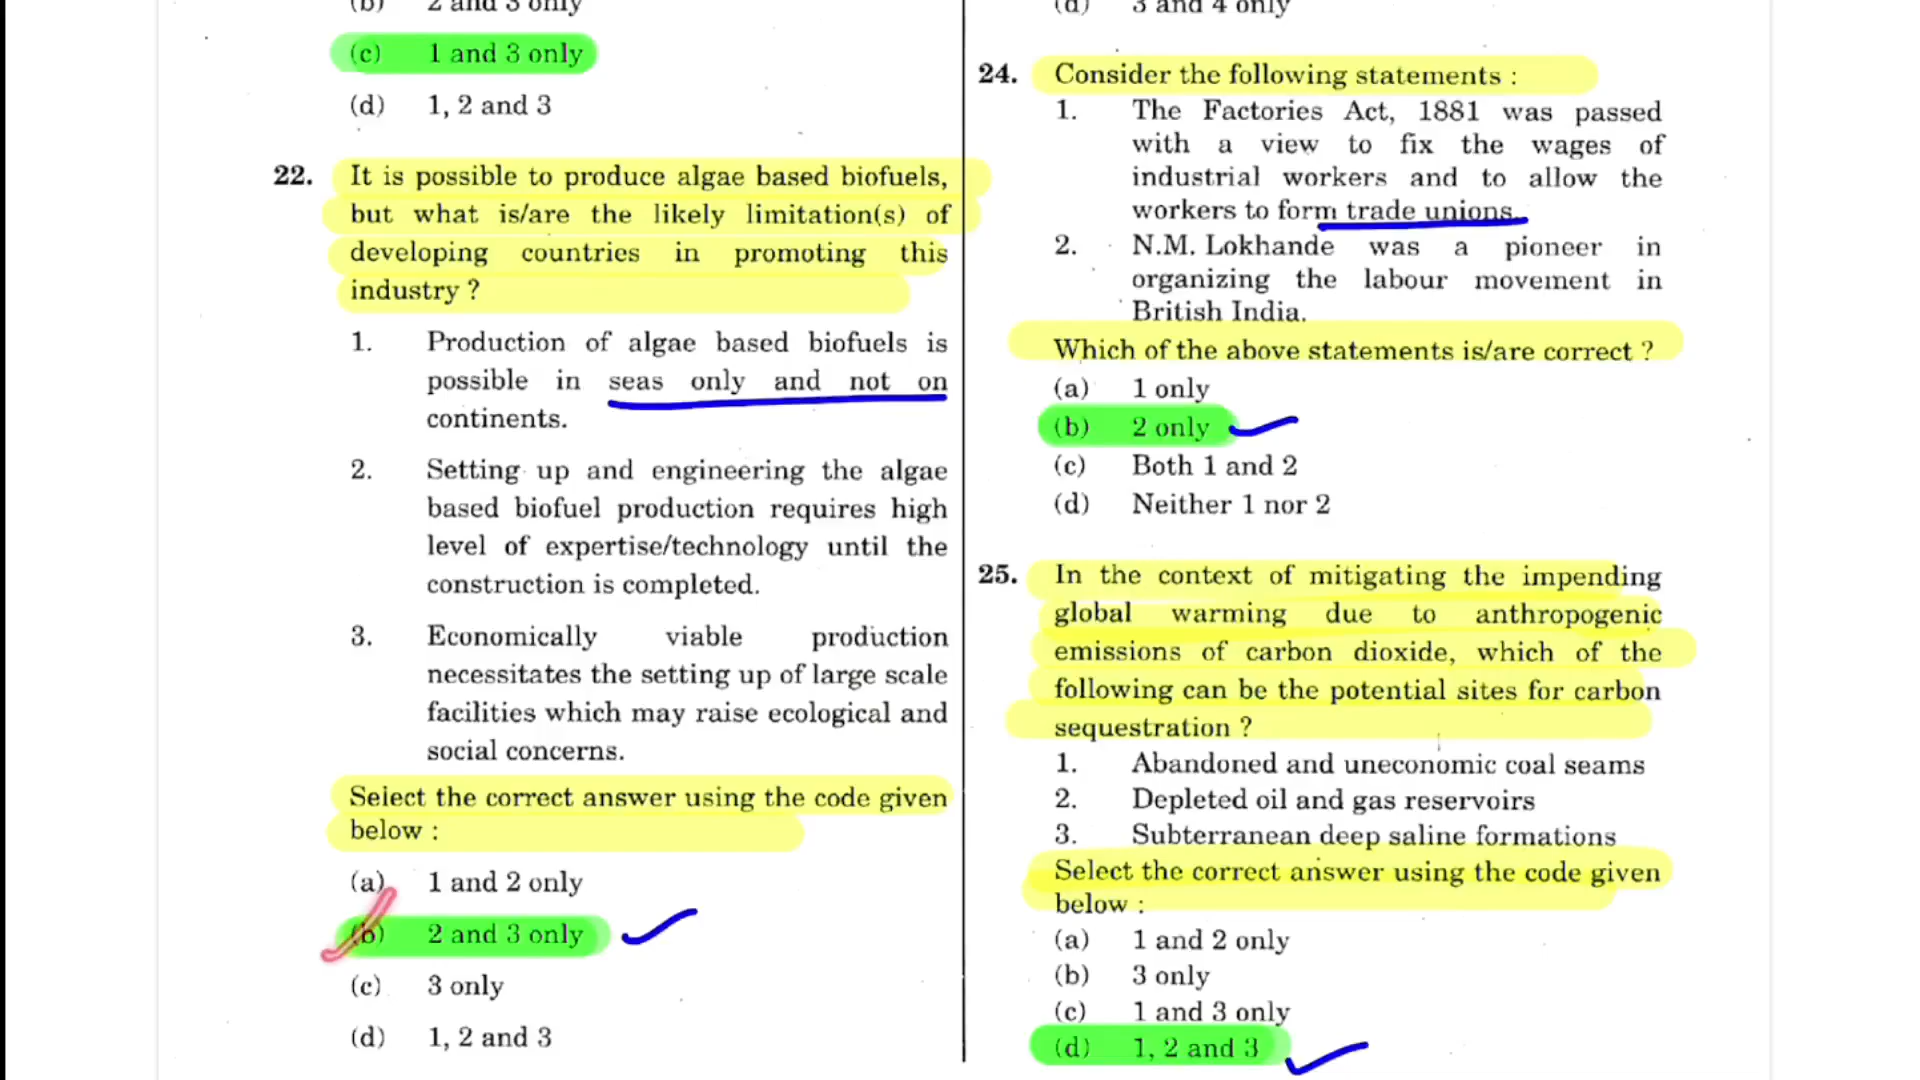 (b) 2 and 3 only
(c) 1 and 3 only
(d) 1, 2 and 3
22. It is possible to produce algae based biofuels,
but what is/are the likely limitation(s) of
developing countries in promoting this
industry ?
1. Production of algae based biofuels is
possible in seas only and not on
continents.
2. Setting up and engineering the algae
based biofuel production requires high
level of expertise/technology until the
construction is completed.
3. Economically viable production
necessitates the setting up of large scale
facilities which may raise ecological and
social concerns.
Select the correct answer using the code given
below :
(a) 1 and 2 only
(b) 2 and 3 only
(c) 3 only
(d) 1, 2 and 3
(d) 3 and 4 only
24. Consider the following statements :
1. The Factories Act, 1881 was passed
with a view to fix the wages of
industrial workers and to allow the
workers to form trade unions.
2. N.M. Lokhande was a pioneer in
organizing the labour movement in
British India.
Which of the above statements is/are correct ?
(a) 1 only
(b) 2 only
(c) Both 1 and 2
(d) Neither 1 nor 2
25. In the context of mitigating the impending
global warming due to anthropogenic
emissions of carbon dioxide, which of the
following can be the potential sites for carbon
sequestration ?
1. Abandoned and uneconomic coal seams
2. Depleted oil and gas reservoirs
3. Subterranean deep saline formations
Select the correct answer using the code given
below :
(a) 1 and 2 only
(b) 3 only
(c) 1 and 3 only
(d) 1, 2 and 3